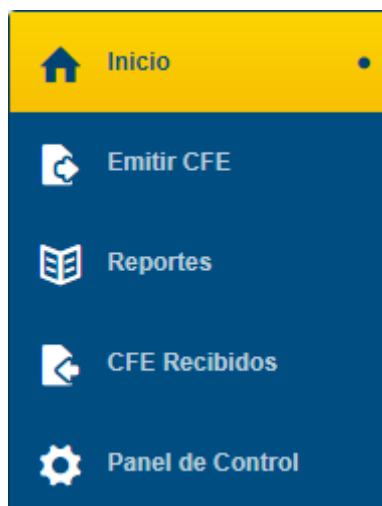 Inicio
Emitir CFE
Reportes
CFE Recibidos
Panel de Control